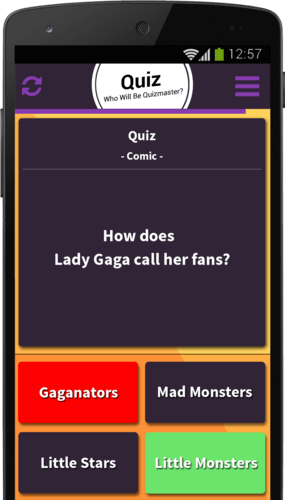 12:57
Quiz
Who Will Be Quizmaster?
Quiz
- Comic -
How does
Lady Gaga call her fans?
Gaganators
Mad Monsters
Little Stars
Little Monsters